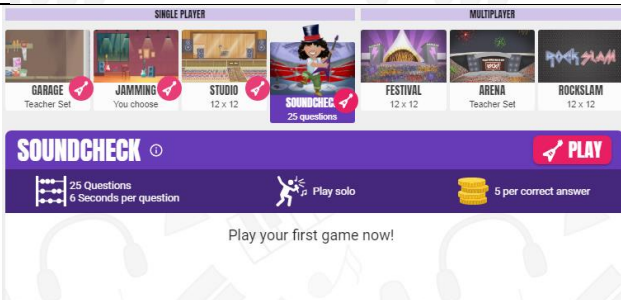 SINGLE PLAYER
MULTIPLAYER
GARAGE
Teacher Set
JAMMING
You choose
STUDIO
12 x 12
SOUNDCHECK
25 questions
FESTIVAL
12 x 12
ARENA
Teacher Set
ROCK SLAM
ROCKSLAM
12 x 12
SOUNDCHECK
PLAY
25 Questions
6 Seconds per question
Play solo
5 per correct answer
Play your first game now!